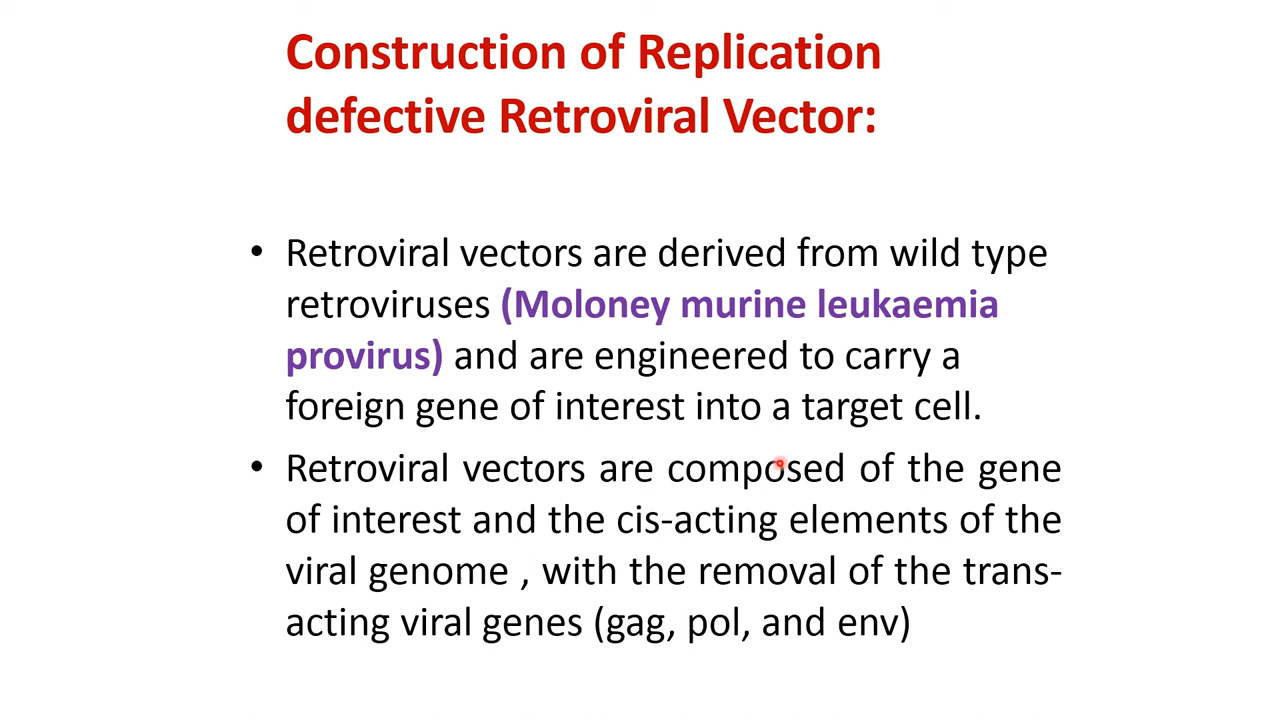 Construction of Replication
defective Retroviral Vector:
• Retroviral vectors are derived from wild type
retroviruses (Moloney murine leukaemia
provirus) and are engineered to carry a
foreign gene of interest into a target cell.
• Retroviral vectors are composed of the gene
of interest and the cis-acting elements of the
viral genome , with the removal of the trans-
acting viral genes (gag, pol, and env)